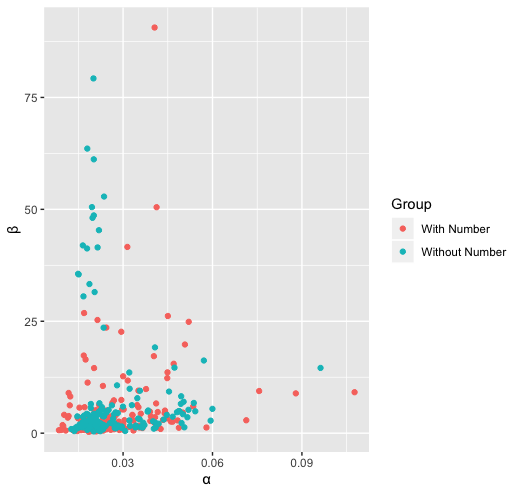 75
50
25
0
β
0.03 0.06 0.09
α
Group
With Number
Without Number